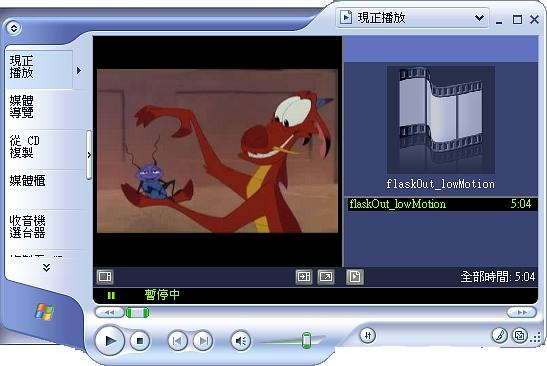 現正播放
現正
播放
媒體
導覽
從 CD
複製
媒體櫃
收音機
選台器
flaskOut_lowMotion
flaskOut_lowMotion 5:04
全部時間: 5:04
暫停中